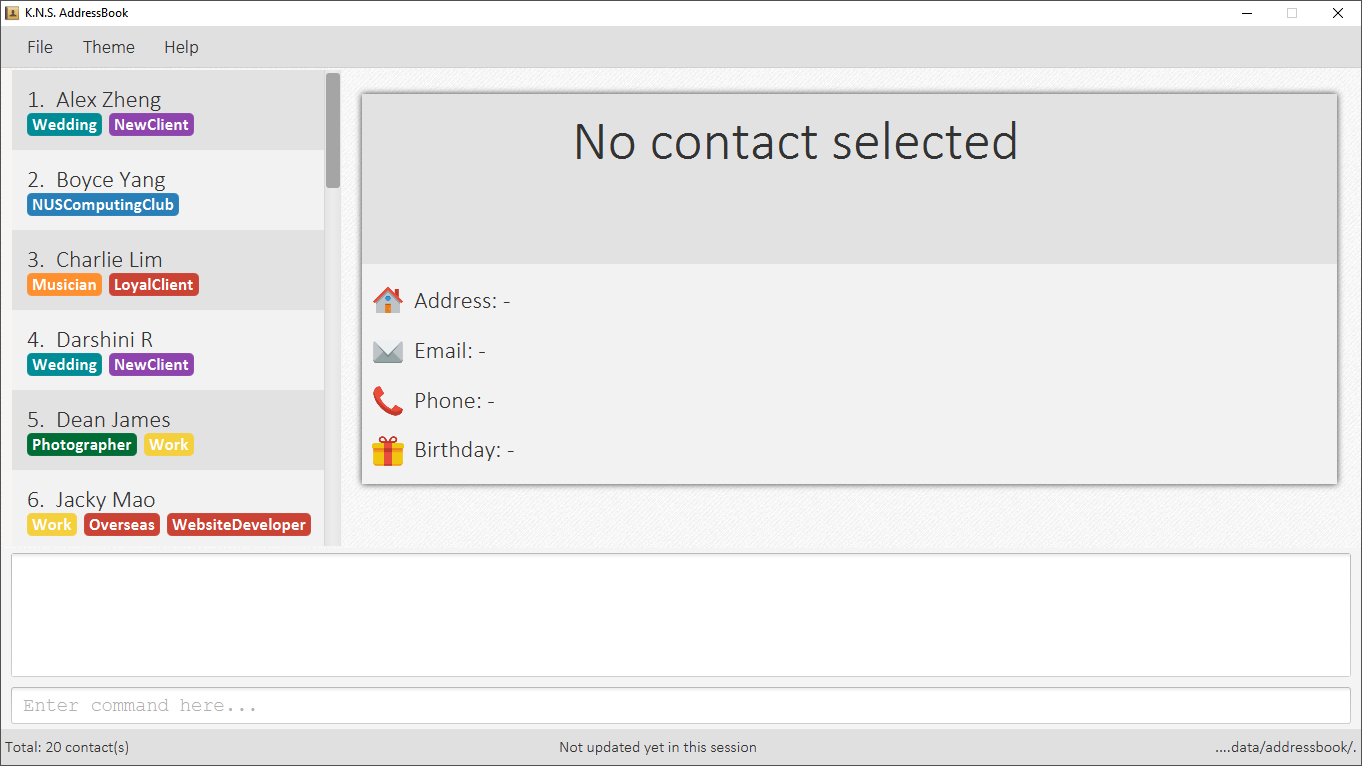 K.N.S. AddressBook
File Theme Help
1. Alex Zheng
Wedding NewClient
2. Boyce Yang
NUSComputingClub
3. Charlie Lim
Musician LoyalClient
4. Darshini R
Wedding NewClient
5. Dean James
Photographer Work
6. Jacky Mao
Work Overseas WebsiteDeveloper
No contact selected
Address: -
Email: -
Phone: -
Birthday: -
Enter command here...
Total: 20 contact(s)
Not updated yet in this session
....data/addressbook/.